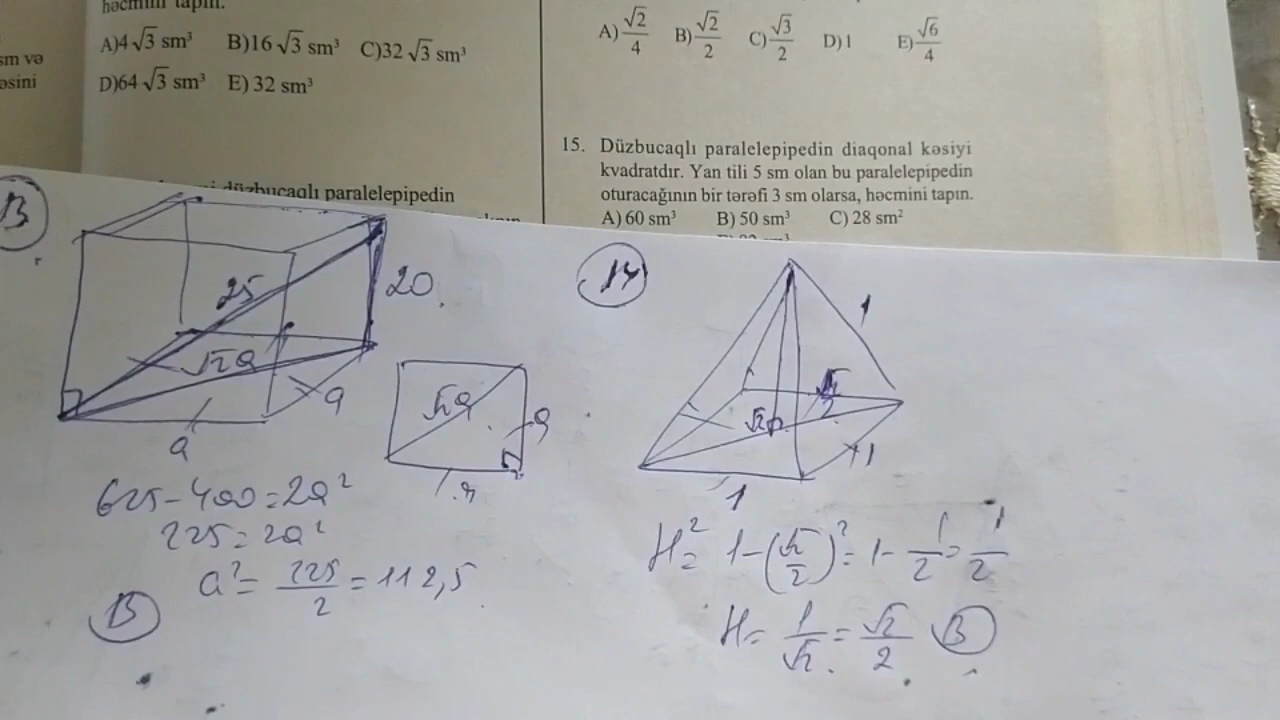 həcmini tapın.
A)4√3 sm³ B)16√3 sm³ C)32√3 sm³
D)64√3 sm³ E) 32 sm³
sm və
əsini
düzbucaqlı paralelepipedin
A) √2/4 B) √2/2 C) √3/2 D) 1 E) √6/4
15. Düzbucaqlı paralelepipedin diaqonal kəsiyi
kvadratdır. Yan tili 5 sm olan bu paralelepipedin
oturacağının bir tərəfi 3 sm olarsa, həcmini tapın.
A) 60 sm³ B) 50 sm³ C) 28 sm²
25
20
√2a
a
a
√2a
a
625-400=2a²
225=2a²
a²=225/2=112,5
B
14
1
√2/2
1
1
H²=1-(√2/2)²=1-1/2=1/2
H=1/√2=√2/2 B